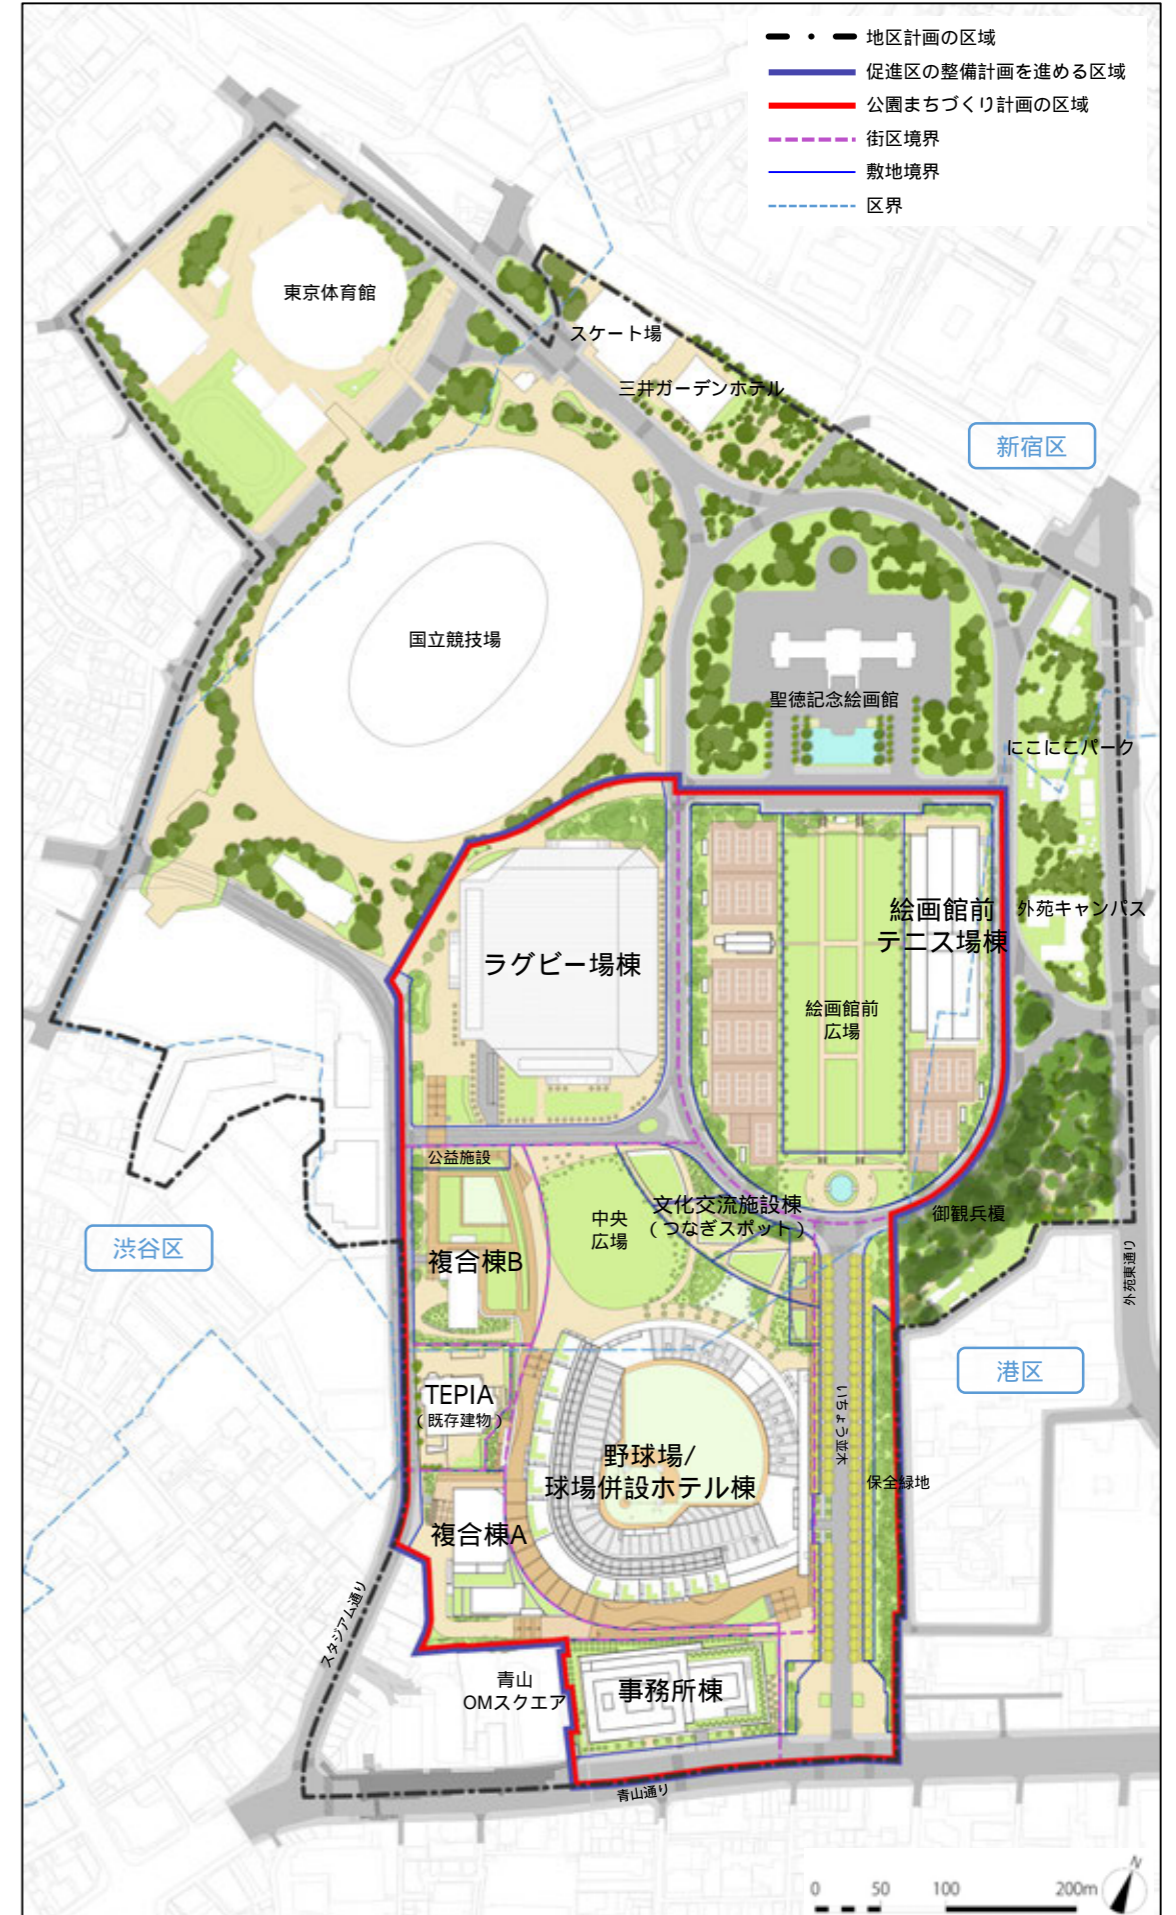 地区計画の区域
促進区の整備計画を進める区域
公園まちづくり計画の区域
街区境界
敷地境界
区界
東京体育館
スケート場
三井ガーデンホテル
新宿区
国立競技場
聖徳記念絵画館
にこにこパーク
絵画館前
テニス場棟
外苑キャンパス
ラグビー場棟
絵画館前
広場
公益施設
文化交流施設棟
(つなぎスポット)
御観兵榎
中央
広場
渋谷区
複合棟B
外苑東通り
港区
TEPIA
(既存建物)
いちょう並木
野球場/
球場併設ホテル棟
保全緑地
複合棟A
スタジアム通り
青山
OMスクエア
事務所棟
青山通り
0 50 100 200m
N